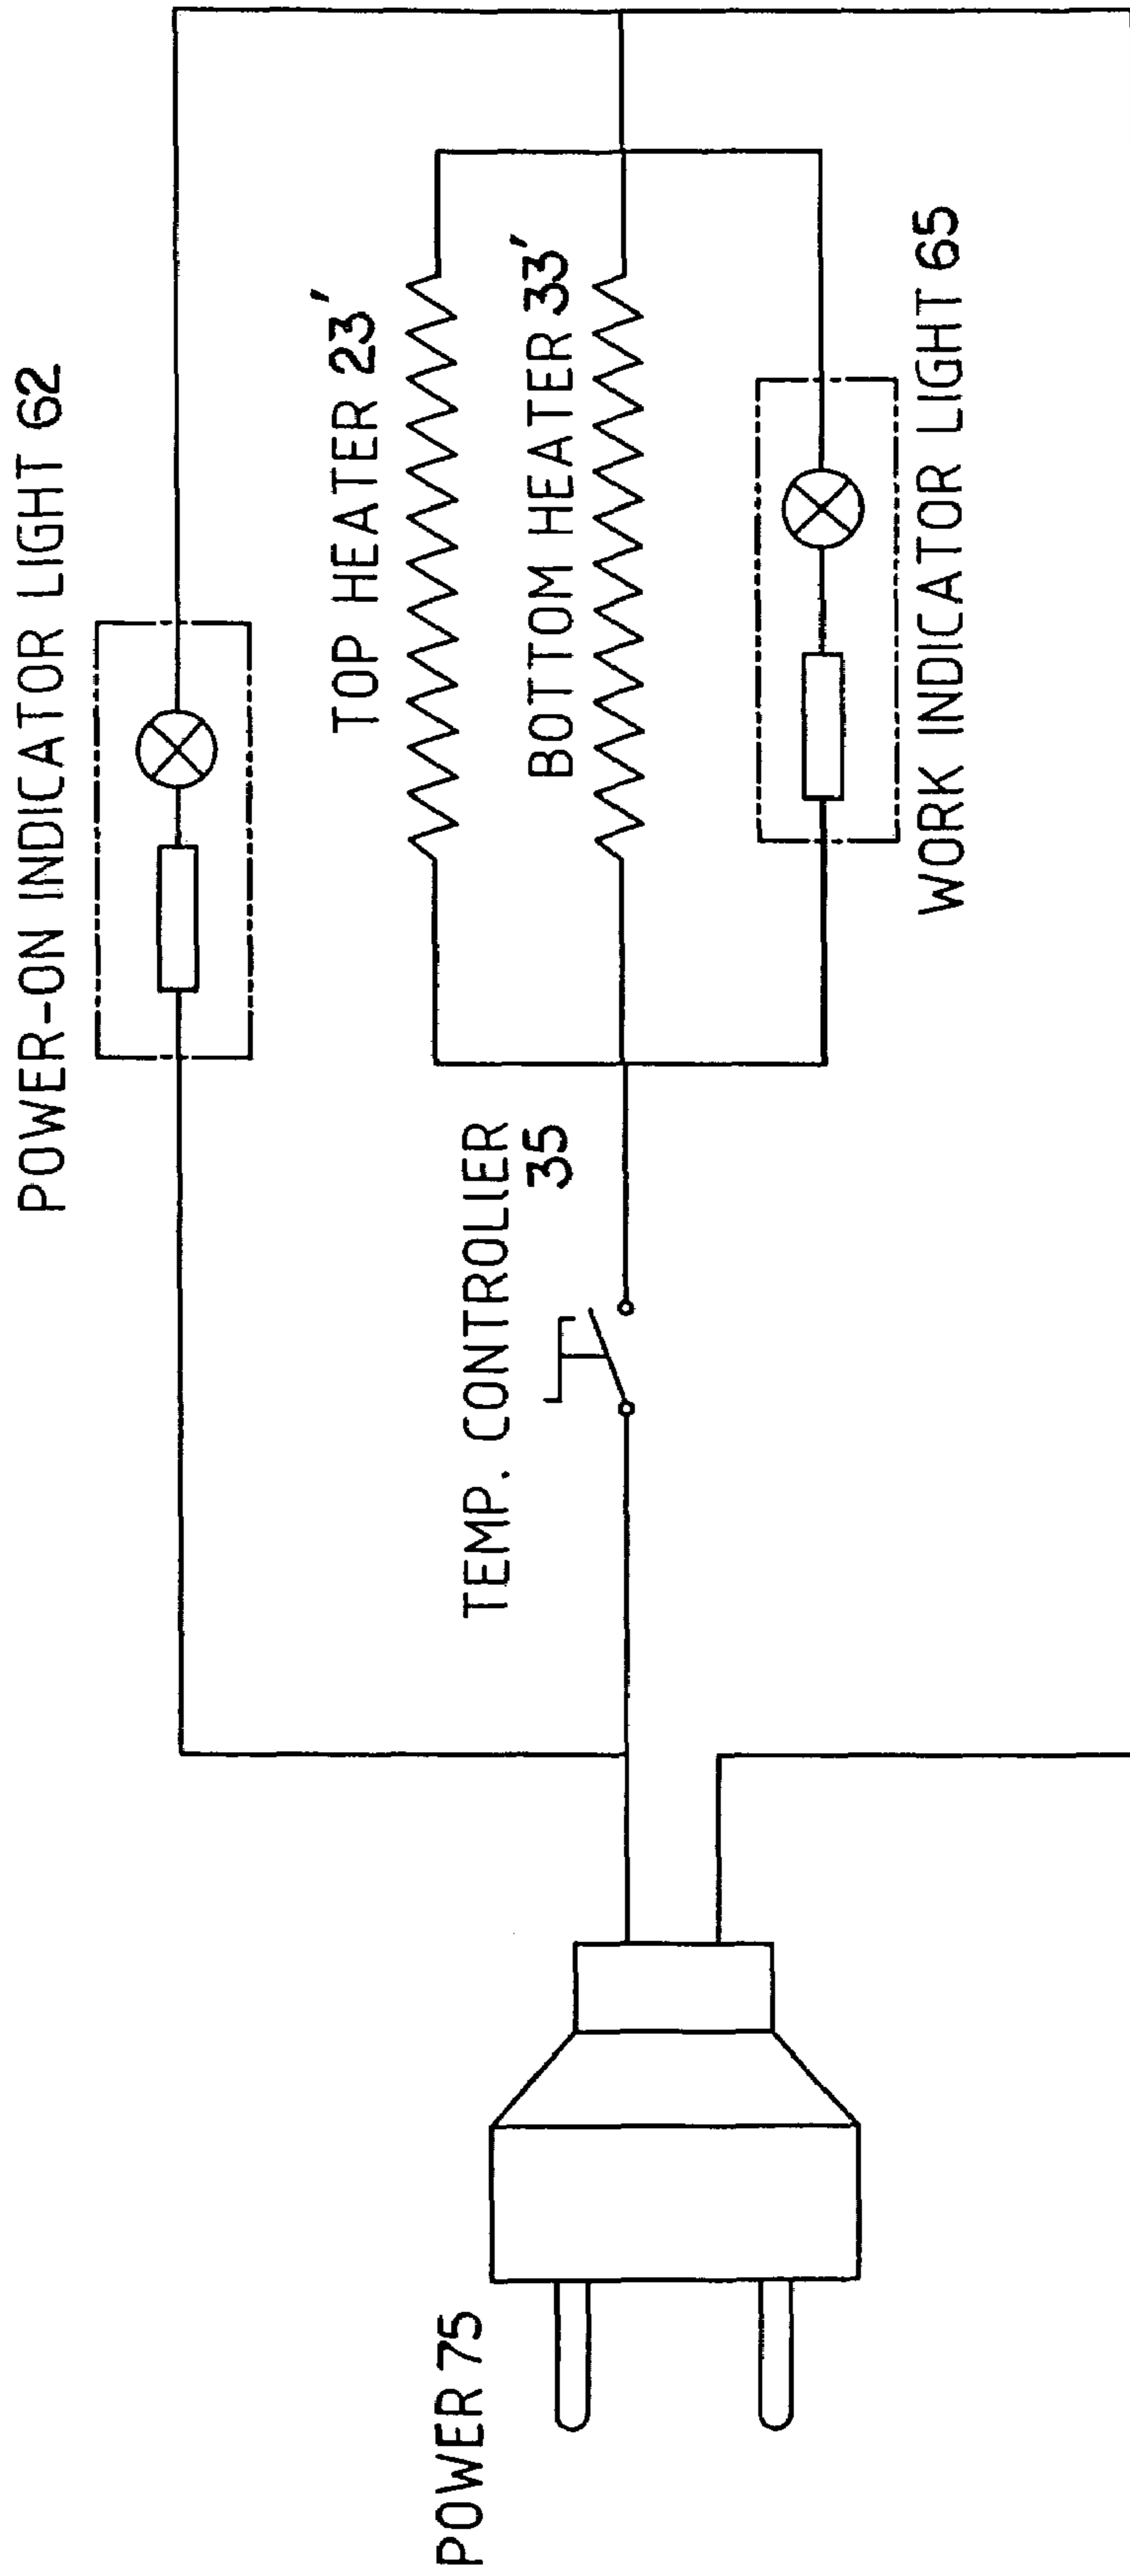 POWER-ON INDICATOR LIGHT 62
TOP HEATER 23'
TEMP. CONTROLIER
35
BOTTOM HEATER 33'
WORK INDICATOR LIGHT 65
POWER 75